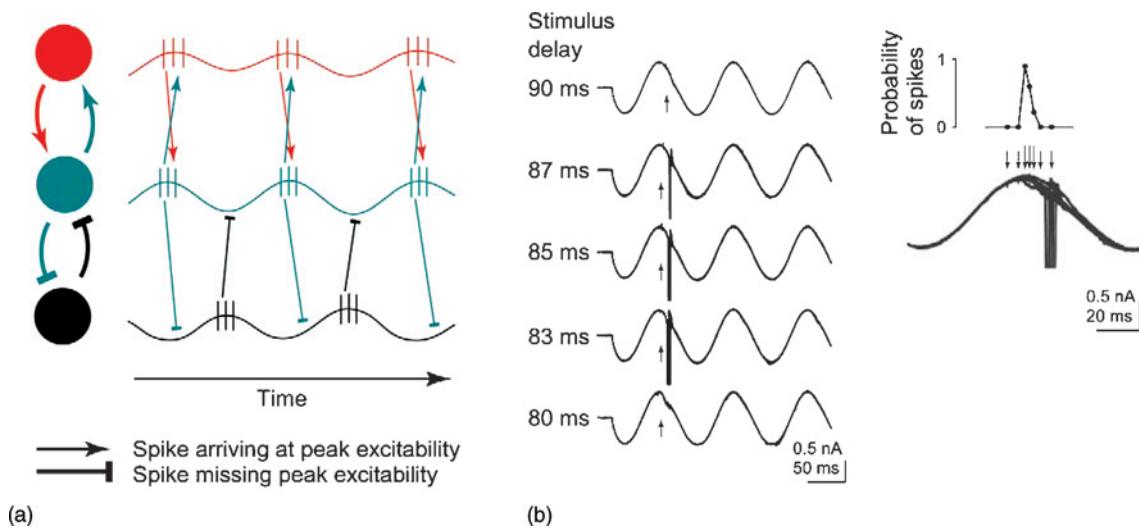 Time
Spike arriving at peak excitability
Spike missing peak excitability
(a)
Stimulus
delay
90 ms
87 ms
85 ms
83 ms
80 ms
0.5 nA
50 ms
Probability
of spikes
1
0
0.5 nA
20 ms
(b)